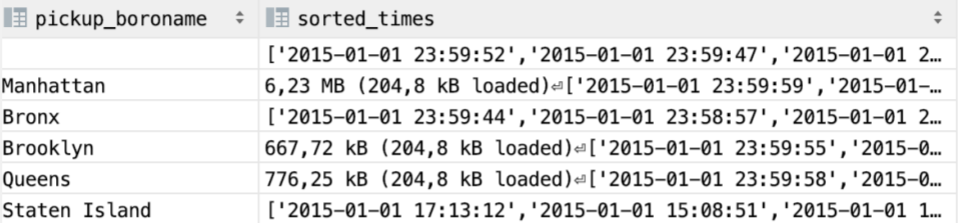 pickup_boroname sorted_times
['2015-01-01 23:59:52','2015-01-01 23:59:47','2015-01-01 2…
Manhattan 6,23 MB (204,8 kB loaded)⏎['2015-01-01 23:59:59','2015-01-…
Bronx ['2015-01-01 23:59:44','2015-01-01 23:58:57','2015-01-01 2…
Brooklyn 667,72 kB (204,8 kB loaded)⏎['2015-01-01 23:59:55','2015-0…
Queens 776,25 kB (204,8 kB loaded)⏎['2015-01-01 23:59:58','2015-0…
Staten Island ['2015-01-01 17:13:12','2015-01-01 15:08:51','2015-01-01 1…